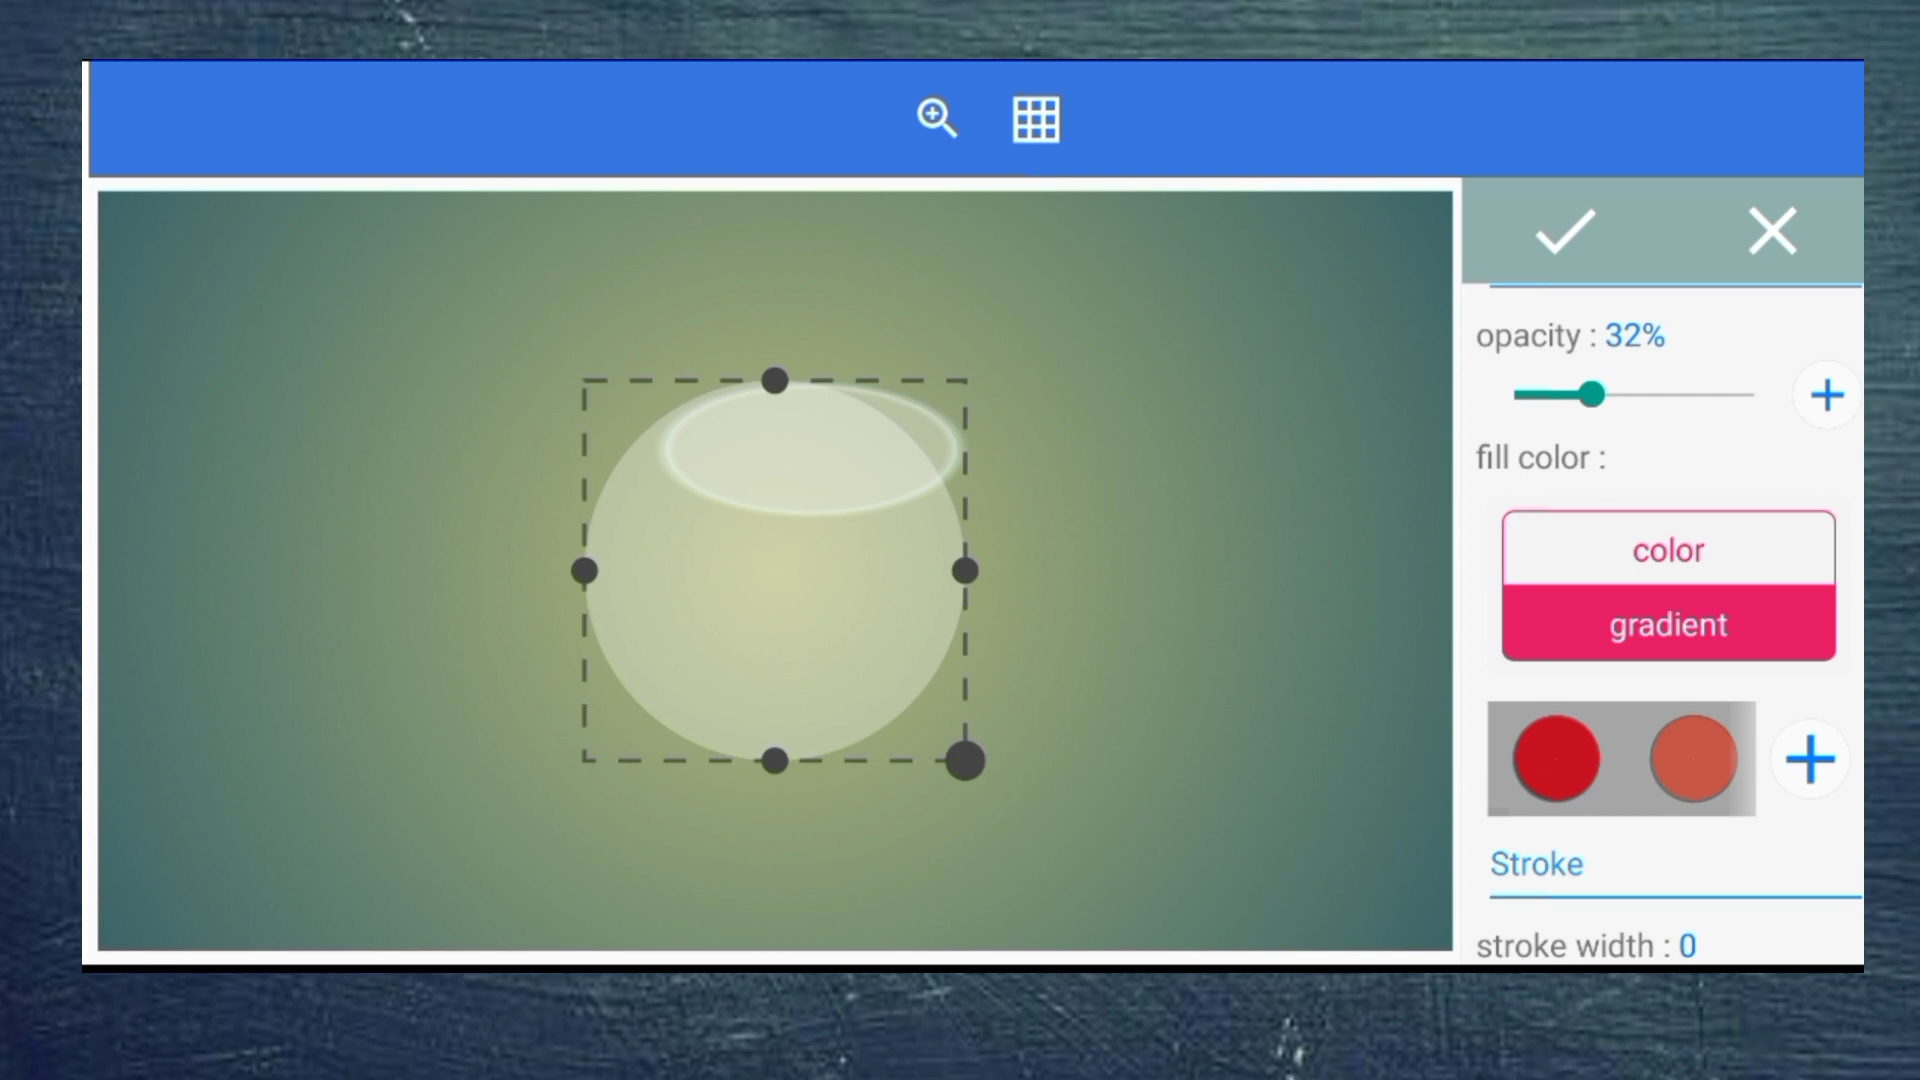 opacity : 32%
fill color :
color
gradient
Stroke
stroke width : 0